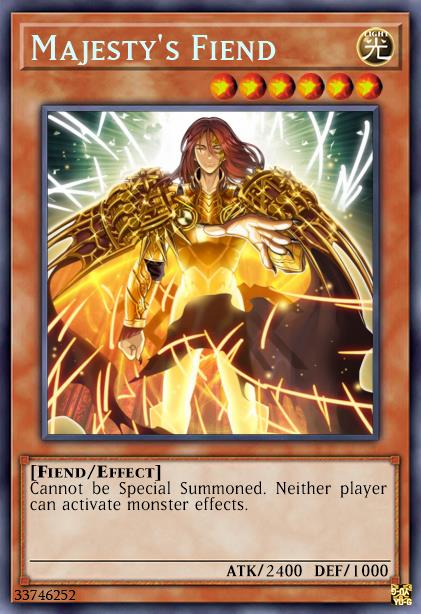 MAJESTY'S FIEND
LIGHT
光
[FIEND/EFFECT]
Cannot be Special Summoned. Neither player
can activate monster effects.
ATK/2400 DEF/1000
33746252